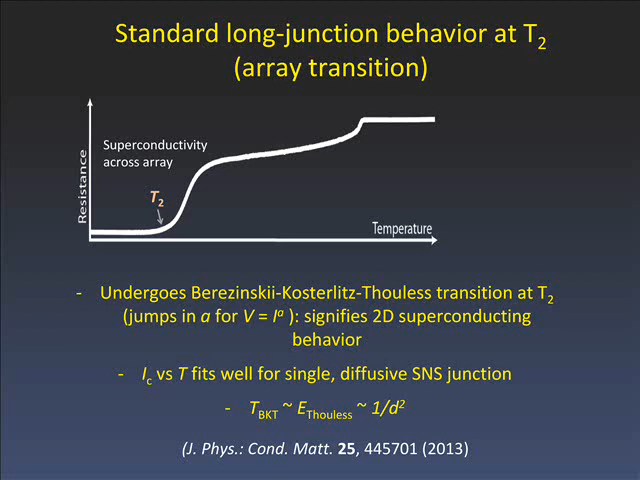 Standard long-junction behavior at T₂
(array transition)
Superconductivity
across array
Resistance
T₂
Temperature
- Undergoes Berezinskii-Kosterlitz-Thouless transition at T₂
(jumps in a for V = Iᵃ ): signifies 2D superconducting
behavior
- I_c vs T fits well for single, diffusive SNS junction
- T_BKT ~ E_Thouless ~ 1/d²
(J. Phys.: Cond. Matt. 25, 445701 (2013)